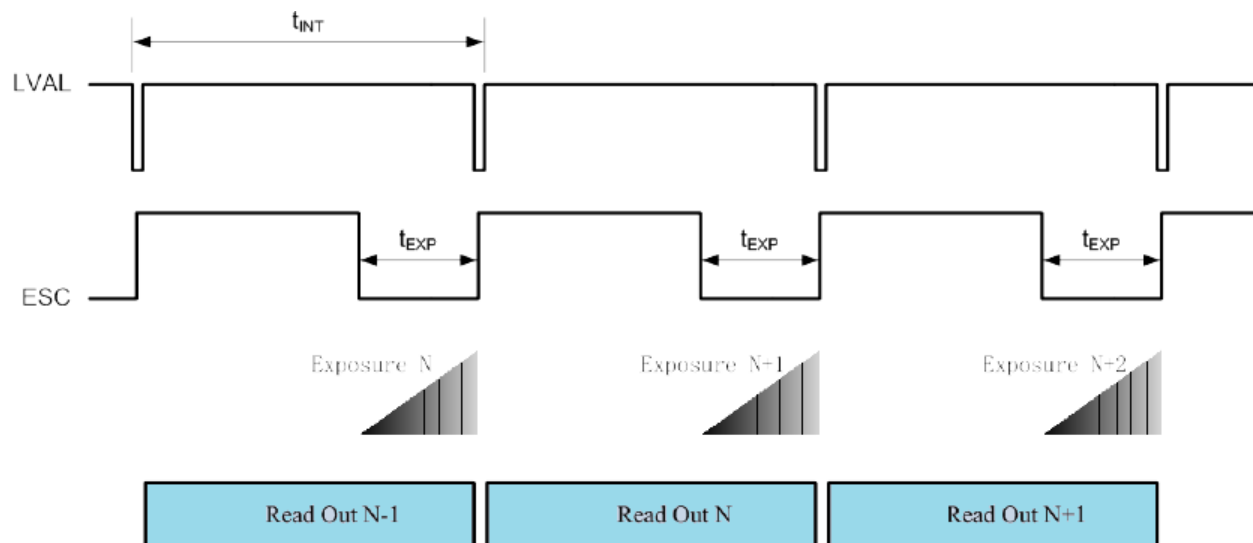 tINT
LVAL
tEXP tEXP tEXP
ESC
Exposure N Exposure N+1 Exposure N+2
Read Out N-1 Read Out N Read Out N+1